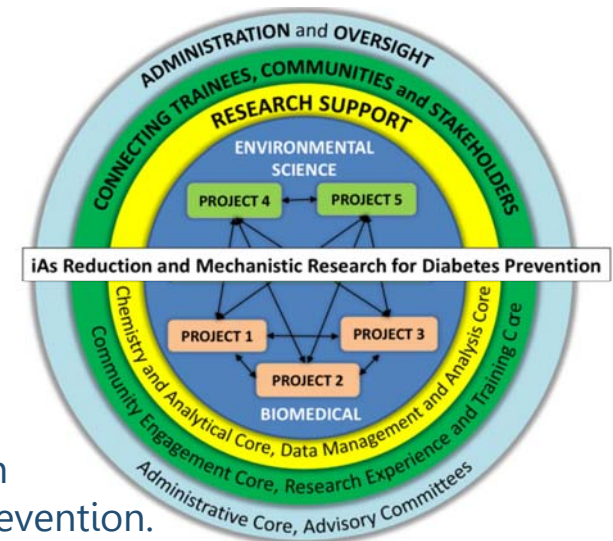 ADMINISTRATION and OVERSIGHT
CONNECTING TRAINEES, COMMUNITIES and STAKEHOLDERS
RESEARCH SUPPORT
ENVIRONMENTAL
SCIENCE
PROJECT 4
PROJECT 5
iAs Reduction and Mechanistic Research for Diabetes Prevention
PROJECT 1
PROJECT 3
PROJECT 2
BIOMEDICAL
Chemistry and Analytical Core, Data Management and Analysis Core
Community Engagement Core, Research Experience and Training Core
Administrative Core, Advisory Committees
evention.